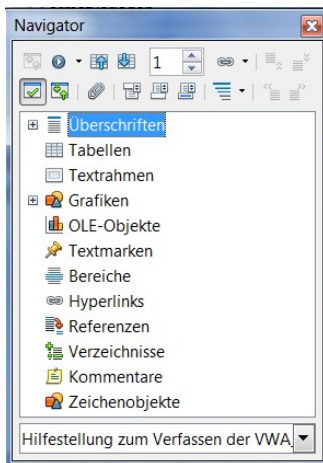 Navigator
1
Überschriften
Tabellen
Textrahmen
Grafiken
OLE-Objekte
Textmarken
Bereiche
Hyperlinks
Referenzen
Verzeichnisse
Kommentare
Zeichenobjekte
Hilfestellung zum Verfassen der VWA_